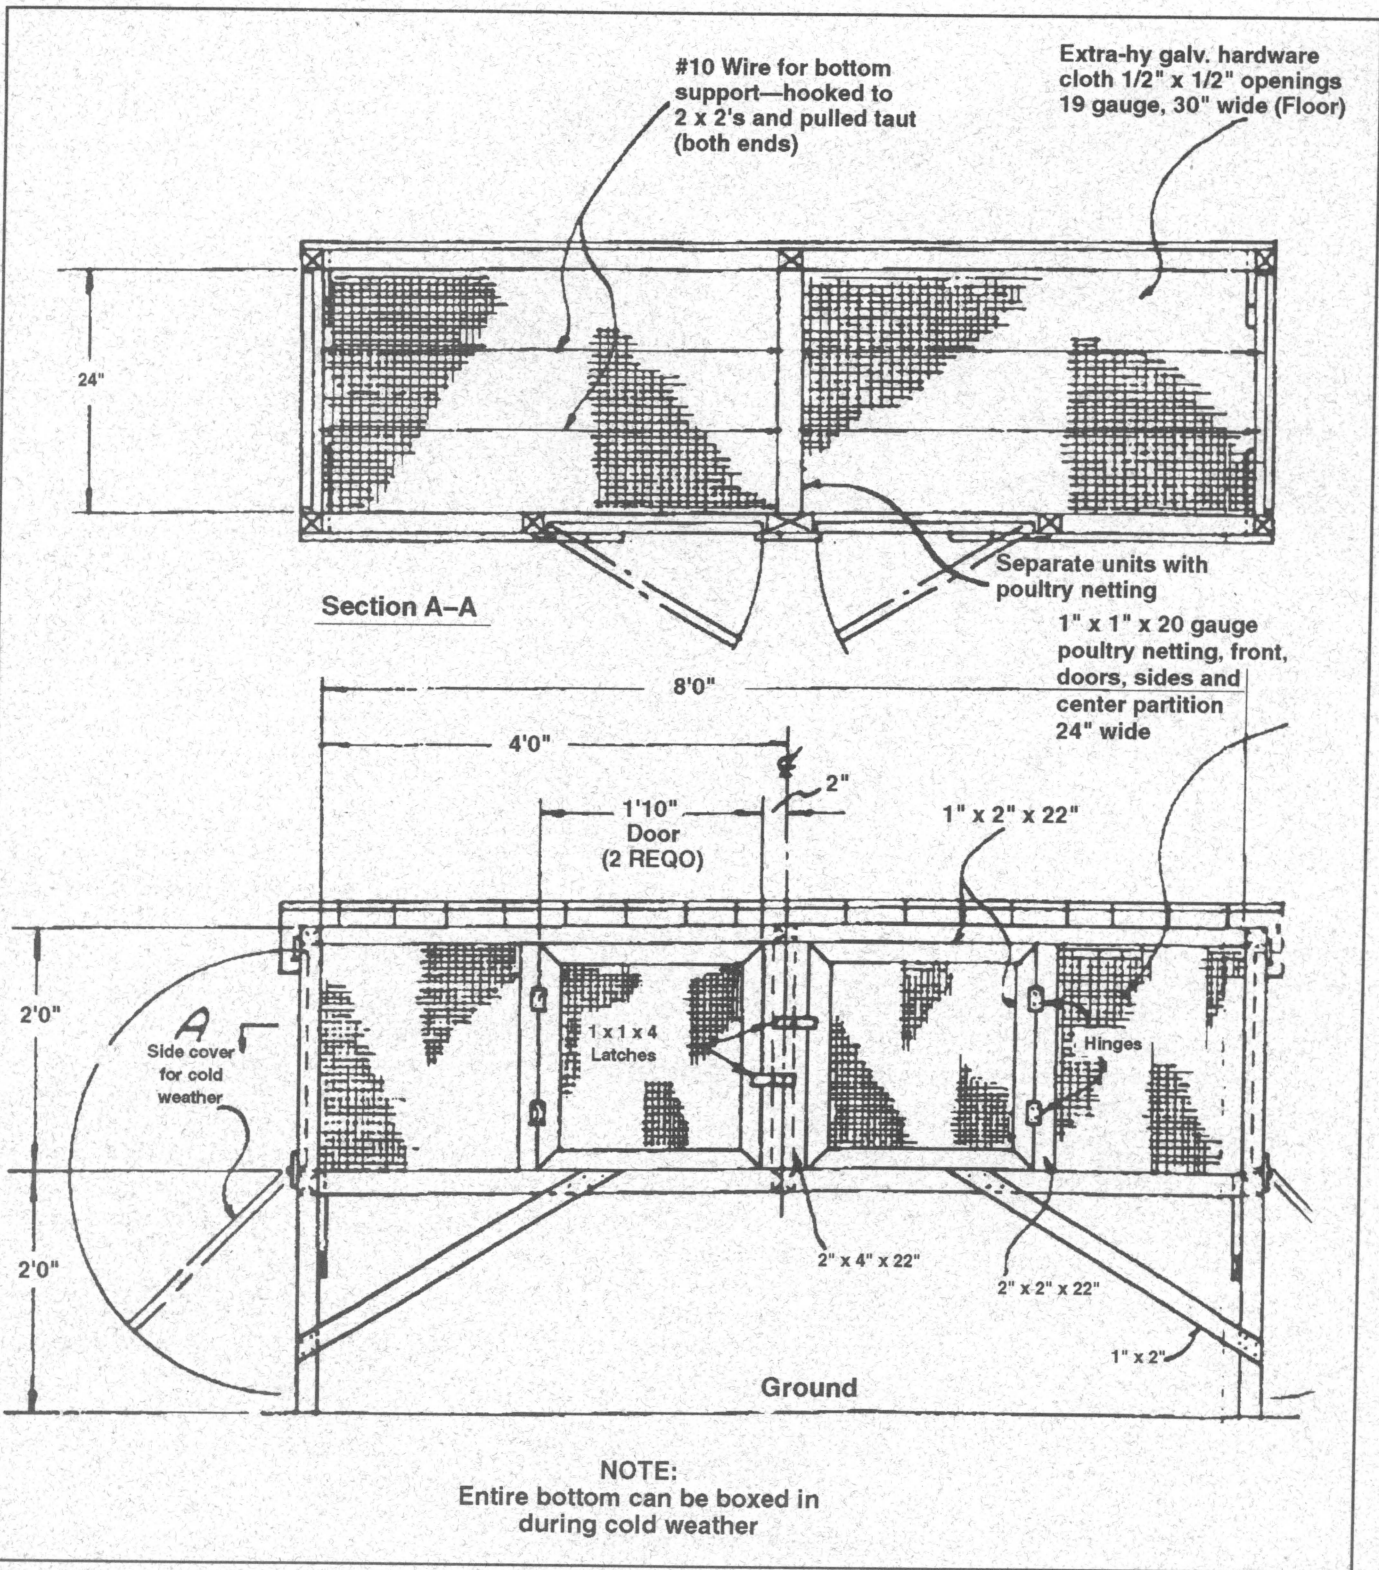 #10 Wire for bottom
support—hooked to
2 x 2's and pulled taut
(both ends)
Extra-hy galv. hardware
cloth 1/2" x 1/2" openings
19 gauge, 30" wide (Floor)
24"
Separate units with
poultry netting
Section A–A
1" x 1" x 20 gauge
poultry netting, front,
doors, sides and
center partition
24" wide
8'0"
4'0"
2"
1'10"
Door
(2 REQO)
1" x 2" x 22"
2'0"
A
Side cover
for cold
weather
1 x 1 x 4
Latches
Hinges
2'0"
2" x 4" x 22"
2" x 2" x 22"
1" x 2"
Ground
NOTE:
Entire bottom can be boxed in
during cold weather